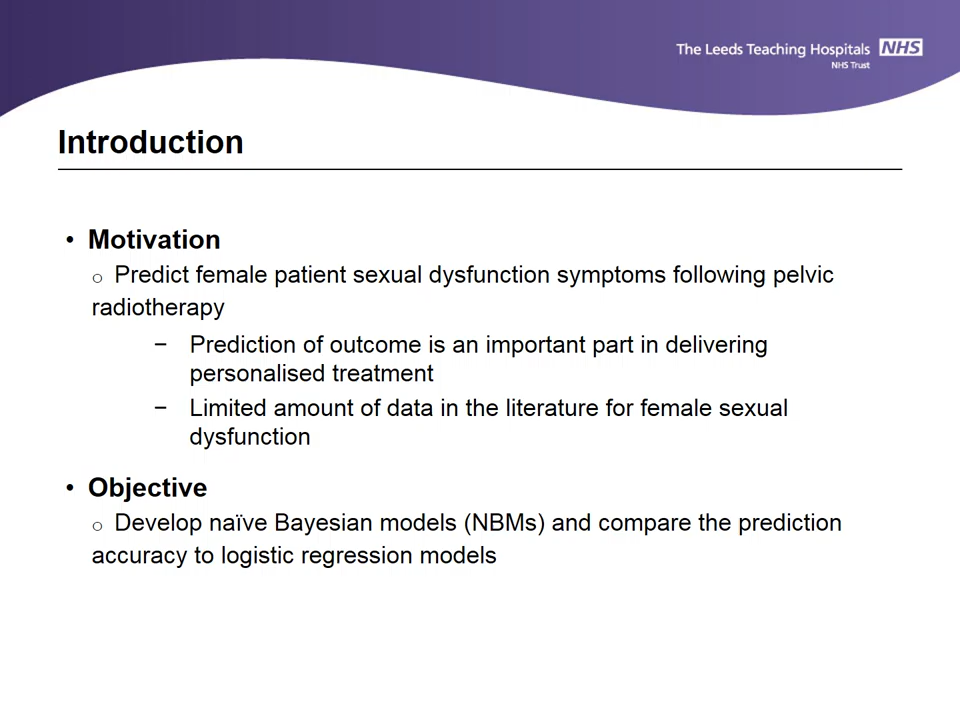 The Leeds Teaching Hospitals NHS
NHS Trust
Introduction
• Motivation
o Predict female patient sexual dysfunction symptoms following pelvic
radiotherapy
− Prediction of outcome is an important part in delivering
personalised treatment
− Limited amount of data in the literature for female sexual
dysfunction
• Objective
o Develop naïve Bayesian models (NBMs) and compare the prediction
accuracy to logistic regression models